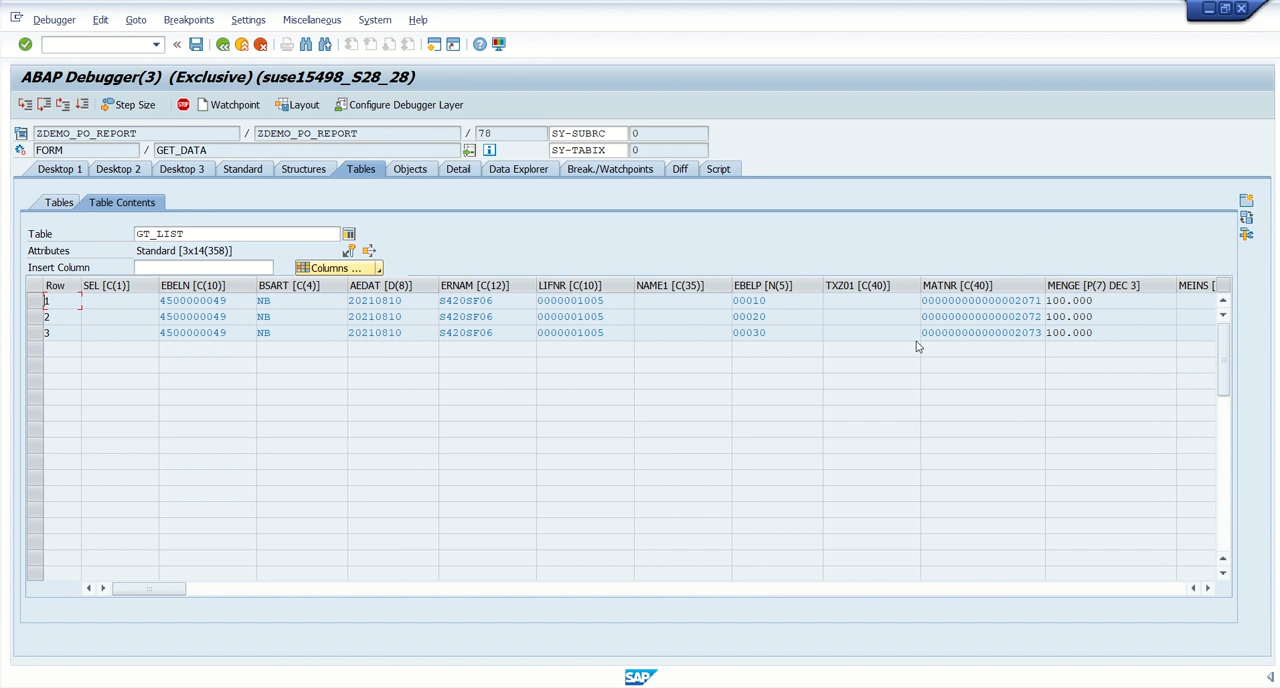 Debugger Edit Goto Breakpoints Settings Miscellaneous System Help
ABAP Debugger(3) (Exclusive) (suse15498_S28_28)
Step Size STOP Watchpoint Layout Configure Debugger Layer
ZDEMO_PO_REPORT / ZDEMO_PO_REPORT / 78 SY-SUBRC 0
FORM / GET_DATA SY-TABIX 0
Desktop 1 Desktop 2 Desktop 3 Standard Structures Tables Objects Detail Data Explorer Break./Watchpoints Diff Script
Tables Table Contents
Table GT_LIST
Attributes Standard [3x14(358)]
Insert Column Columns ...
Row SEL [C(1)] EBELN [C(10)] BSART [C(4)] AEDAT [D(8)] ERNAM [C(12)] LIFNR [C(10)] NAME1 [C(35)] EBELP [N(5)] TXZ01 [C(40)] MATNR [C(40)] MENGE [P(7) DEC 3] MEINS [
1 4500000049 NB 20210810 S420SF06 0000001005 00010 000000000000002071 100.000
2 4500000049 NB 20210810 S420SF06 0000001005 00020 000000000000002072 100.000
3 4500000049 NB 20210810 S420SF06 0000001005 00030 000000000000002073 100.000
SAP